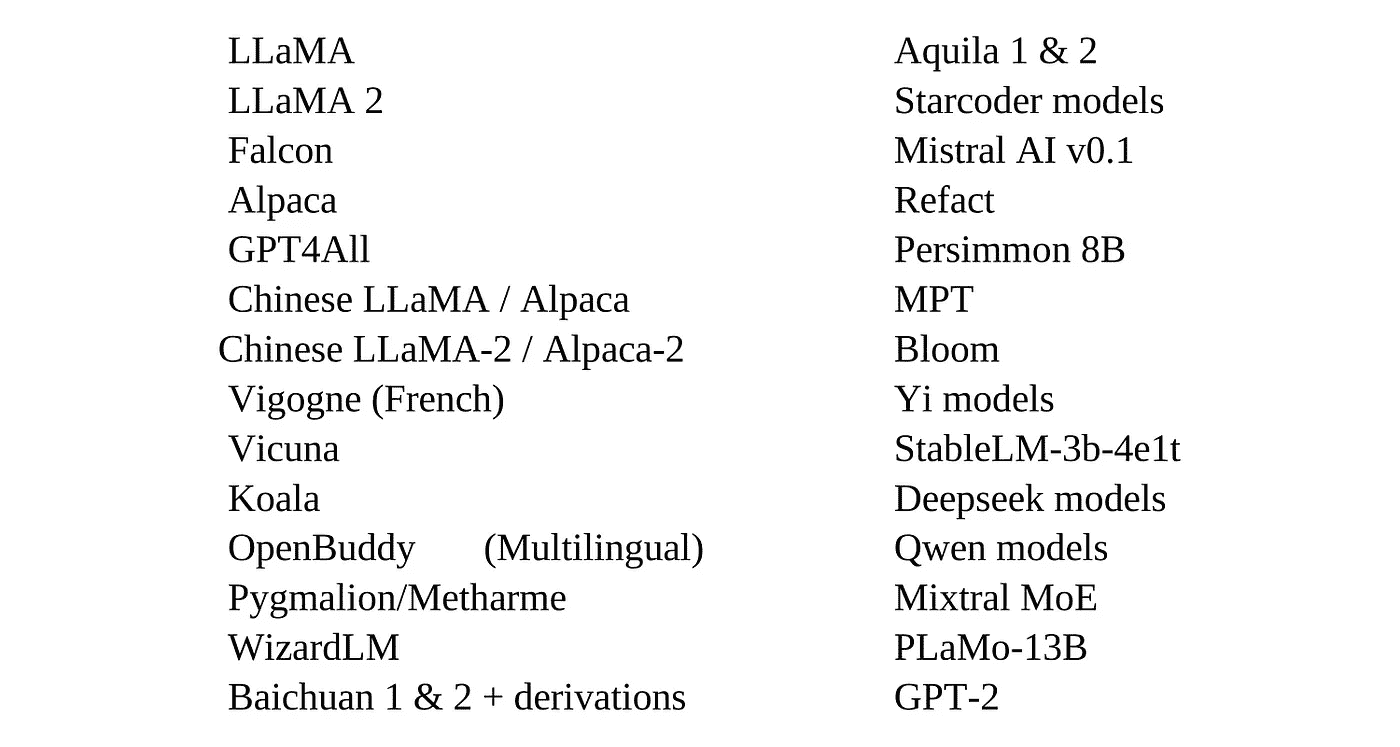 LLaMA
LLaMA 2
Falcon
Alpaca
GPT4All
Chinese LLaMA / Alpaca
Chinese LLaMA-2 / Alpaca-2
Vigogne (French)
Vicuna
Koala
OpenBuddy (Multilingual)
Pygmalion/Metharme
WizardLM
Baichuan 1 & 2 + derivations
Aquila 1 & 2
Starcoder models
Mistral AI v0.1
Refact
Persimmon 8B
MPT
Bloom
Yi models
StableLM-3b-4e1t
Deepseek models
Qwen models
Mixtral MoE
PLaMo-13B
GPT-2